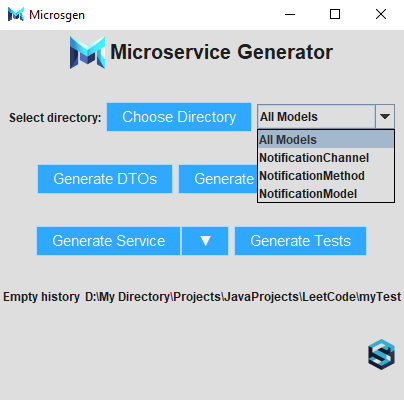 Microsgen
Microservice Generator
Select directory: Choose Directory All Models
All Models
NotificationChannel
NotificationMethod
NotificationModel
Generate DTOs Generate
Generate Service ▼ Generate Tests
Empty history D:\My Directory\Projects\JavaProjects\LeetCode\myTest